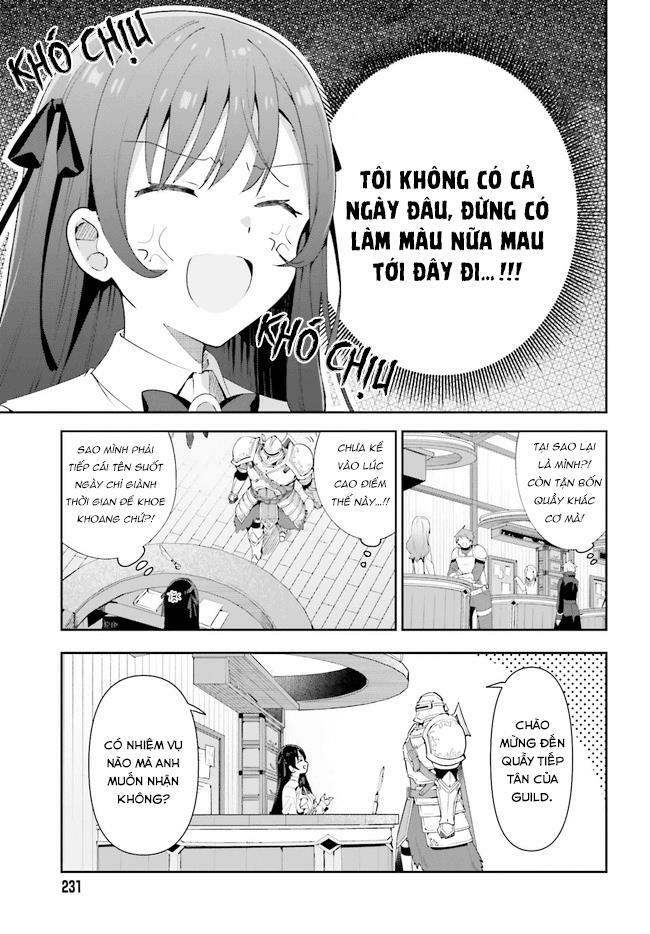 KHÓ CHỊU
TÔI KHÔNG CÓ CẢ
NGÀY ĐÂU, ĐỪNG CÓ
LÀM MÀU NỮA MAU
TỚI ĐÂY ĐI...!!!
KHÓ CHỊU
TẠI SAO LẠI
LÀ MÌNH?!
CÒN TẬN BỐN
QUẦY KHÁC
CƠ MÀ!
CHƯA KỂ
VÀO LÚC
CAO ĐIỂM
THẾ NÀY...!!
SAO MÌNH PHẢI
TIẾP CÁI TÊN SUỐT
NGÀY CHỈ GIÀNH
THỜI GIAN ĐỂ KHOE
KHOANG CHỨ?!
CHÀO
MỪNG ĐẾN
QUẦY TIẾP
TÂN CỦA
GUILD.
CÓ NHIỆM VỤ
NÀO MÀ ANH
MUỐN NHẬN
KHÔNG?
231